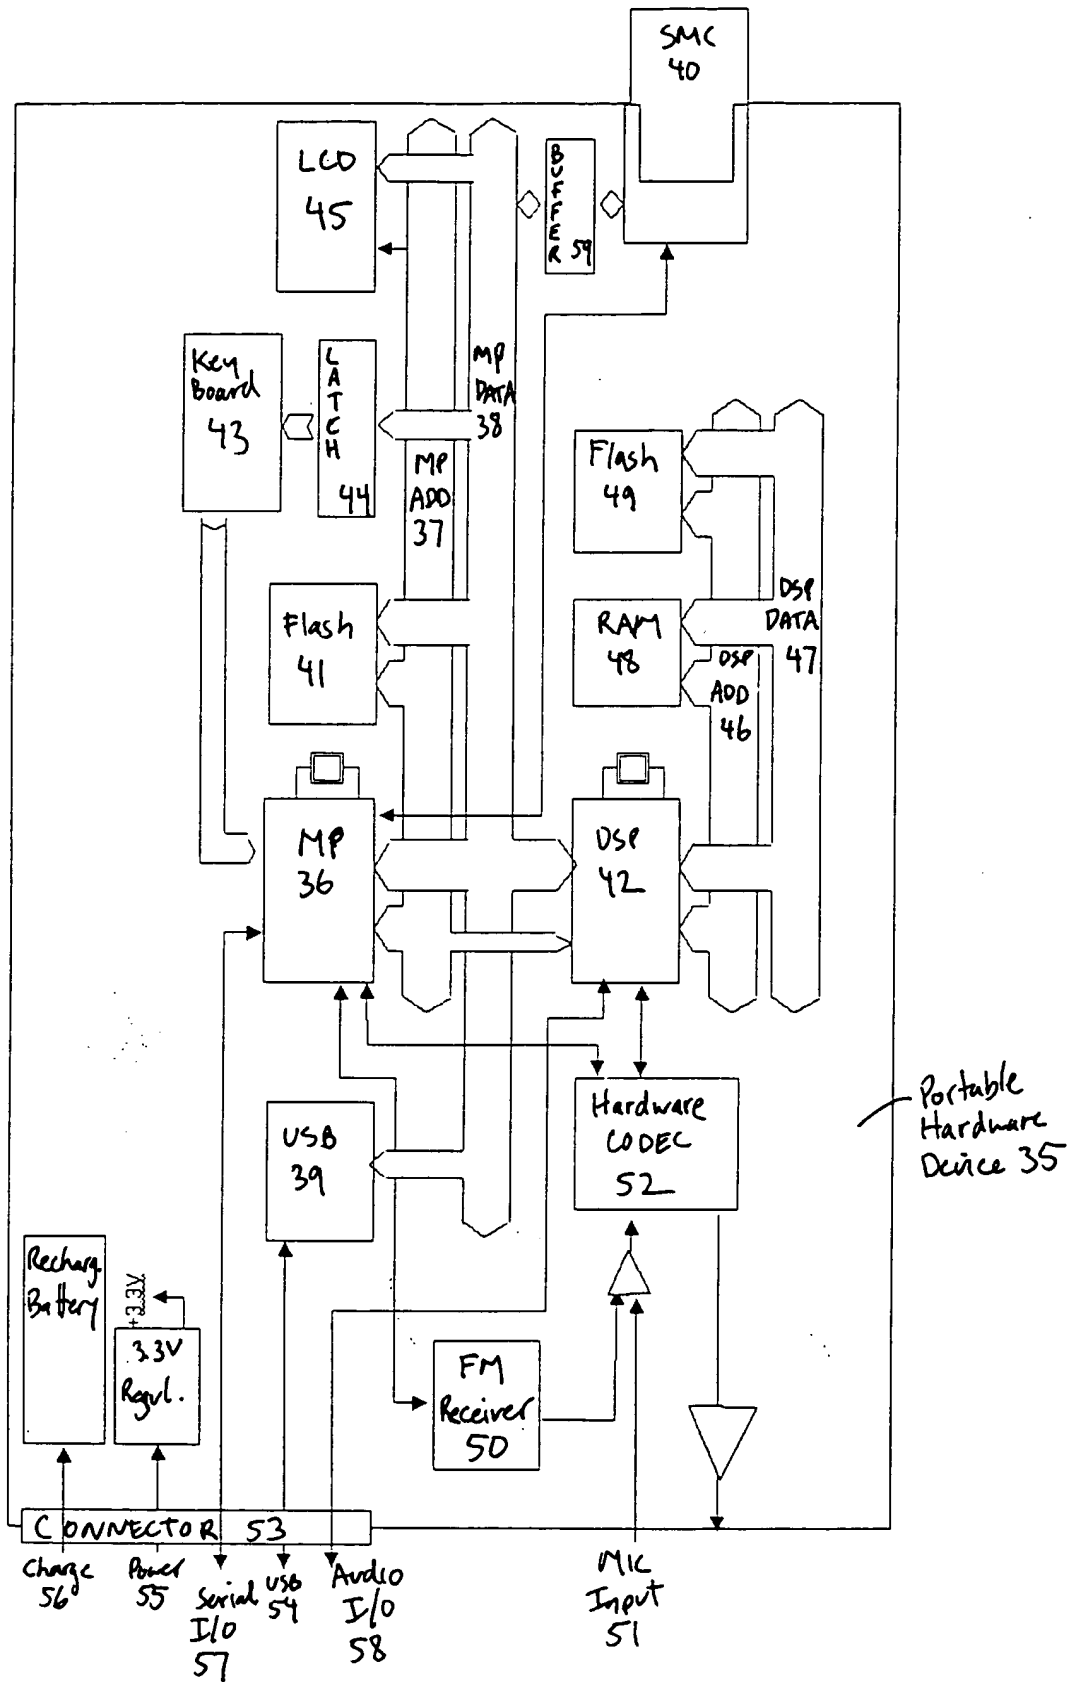 SMC
40
LCD
45
BUFFER
59
Key
Board
43
LATCH
44
MP
DATA
38
MP
ADD
37
Flash
49
Flash
41
RAM
48
DSP
DATA
47
DSP
ADD
46
MP
36
DSP
42
USB
39
Hardware
CODEC
52
Portable
Hardware
Device 35
Recharg.
Battery
+3.3V
3.3V
Regul.
FM
Receiver
50
CONNECTOR 53
Charge
56
Power
55
Serial
I/O
57
USB
54
Audio
I/O
58
MIC
Input
51